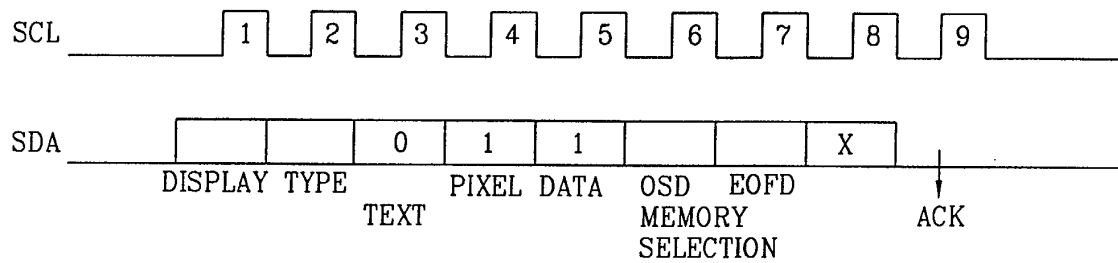 SCL 1 2 3 4 5 6 7 8 9
SDA 0 1 1 X
DISPLAY TYPE PIXEL DATA OSD EOFD
TEXT MEMORY ACK
SELECTION